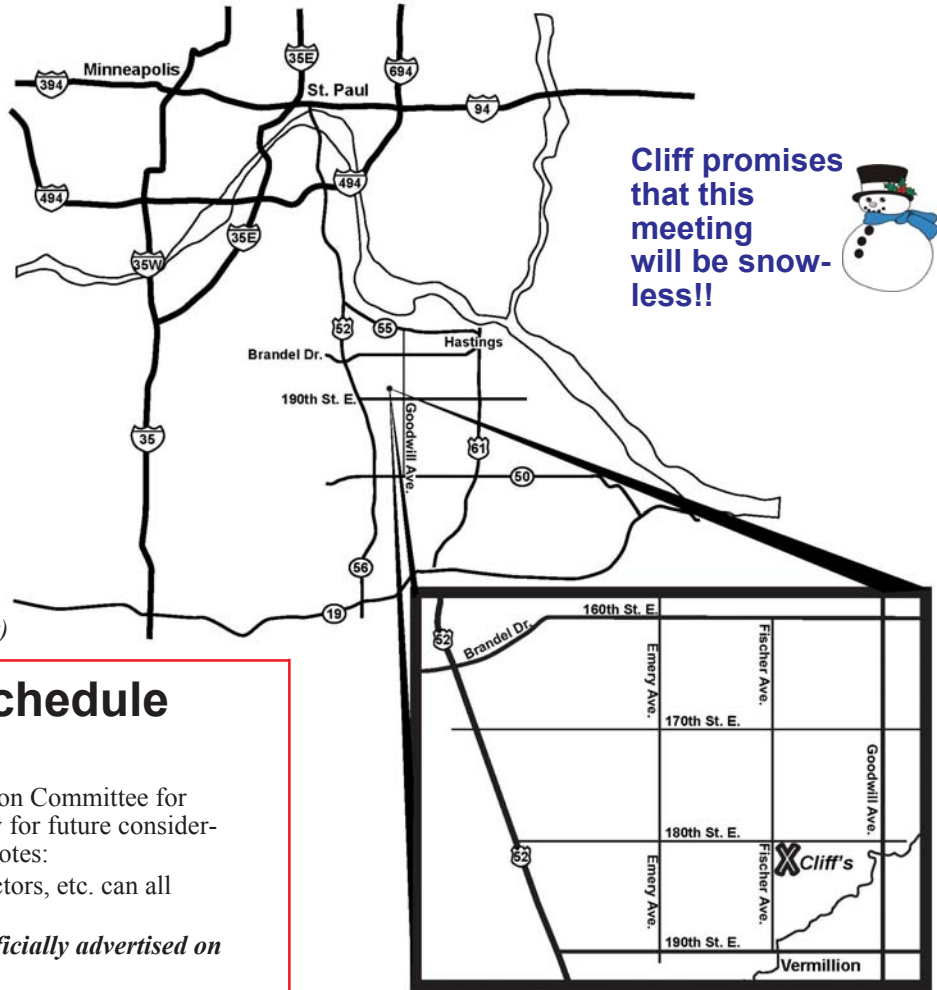 35E
694
Minneapolis
394
St. Paul
94
Cliff promises
that this
meeting
will be snow-
less!!
494
494
35E
35W
52
55
Hastings
Brandel Dr.
190th St. E.
Goodwill Ave.
35
61
50
56
19
)
chedule
on Committee for
y for future consider-
otes:
ctors, etc. can all
ficially advertised on
160th St. E.
52
Brandel Dr.
Emery Ave.
Fischer Ave.
170th St. E.
Goodwill Ave.
180th St. E.
X Cliff's
52
Emery Ave.
Fischer Ave.
190th St. E.
Vermillion